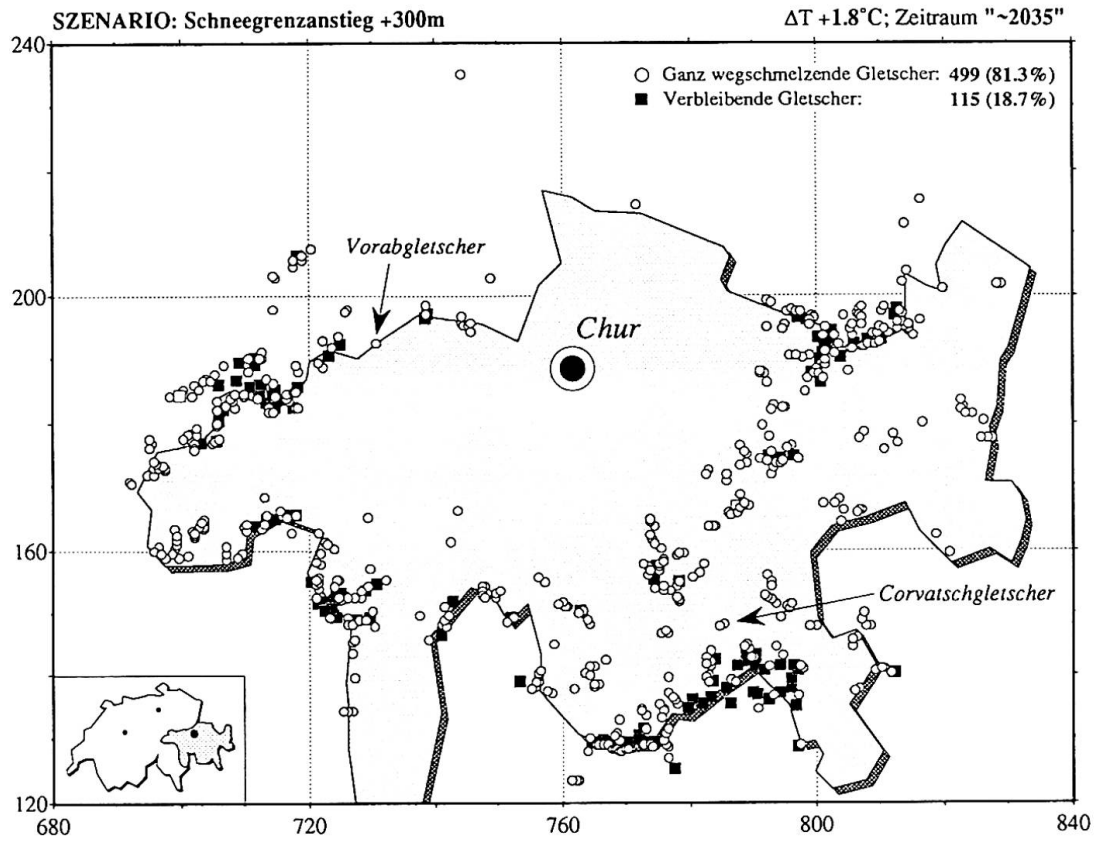 SZENARIO: Schneegrenzanstieg +300m
ΔT +1.8°C; Zeitraum "~2035"
240
○ Ganz wegschmelzende Gletscher: 499 (81.3%)
■ Verbleibende Gletscher: 115 (18.7%)
Vorabgletscher
200
Chur
160
Corvatschgletscher
120
680 720 760 800 840